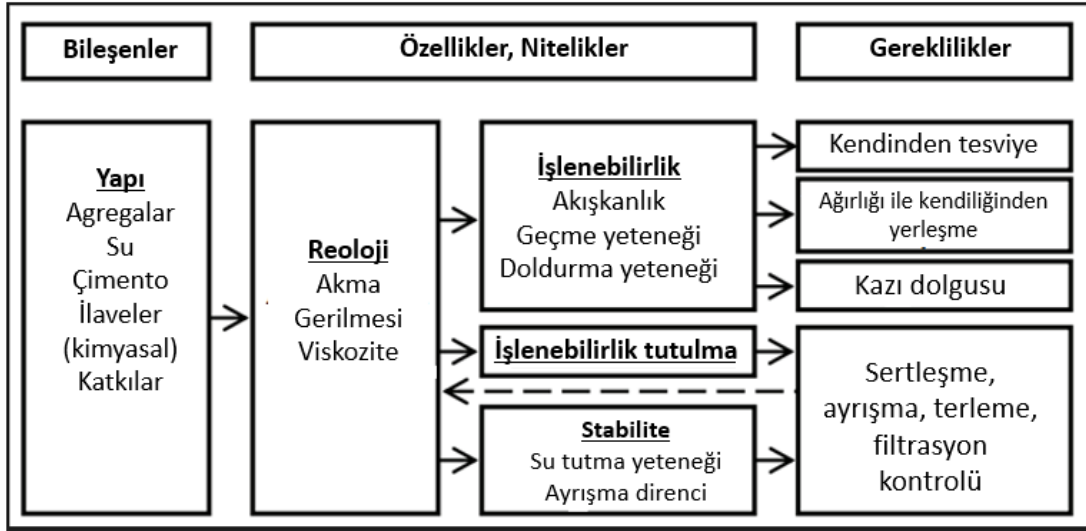 Bileşenler
Özellikler, Nitelikler
Gereklilikler
Yapı
Agregalar
Su
Çimento
İlaveler
(kimyasal)
Katkılar
Reoloji
Akma
Gerilmesi
Viskozite
İşlenebilirlik
Akışkanlık
Geçme yeteneği
Doldurma yeteneği
İşlenebilirlik tutulma
Stabilite
Su tutma yeteneği
Ayrışma direnci
Kendinden tesviye
Ağırlığı ile kendiliğinden
yerleşme
Kazı dolgusu
Sertleşme,
ayrışma, terleme,
filtrasyon
kontrolü